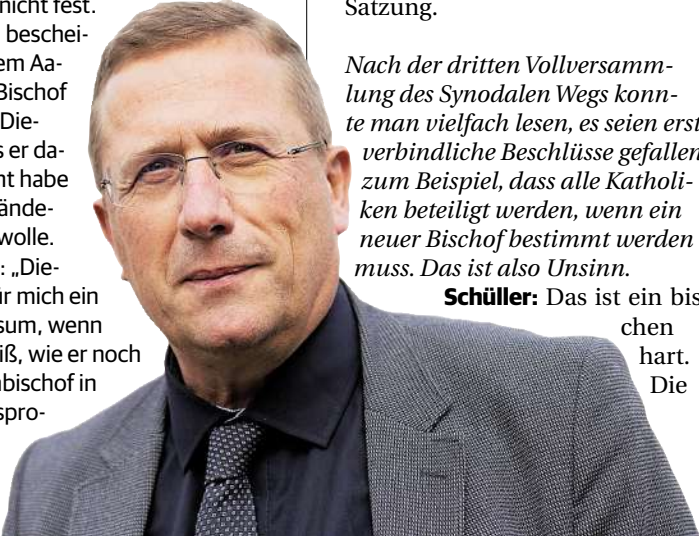 nicht fest.
beschei-
em Aa-
Bischof
Die-
s er da-
nt habe
ände-
wolle.
: „Die-
ür mich ein
sum, wenn
iß, wie er noch
bischof in
spro-
Satzung.
Nach der dritten Vollversamm-
lung des Synodalen Wegs konn-
te man vielfach lesen, es seien erst
verbindliche Beschlüsse gefallen
zum Beispiel, dass alle Katholi-
ken beteiligt werden, wenn ein
neuer Bischof bestimmt werden
muss. Das ist also Unsinn.
Schüller: Das ist ein bis
chen
hart.
Die